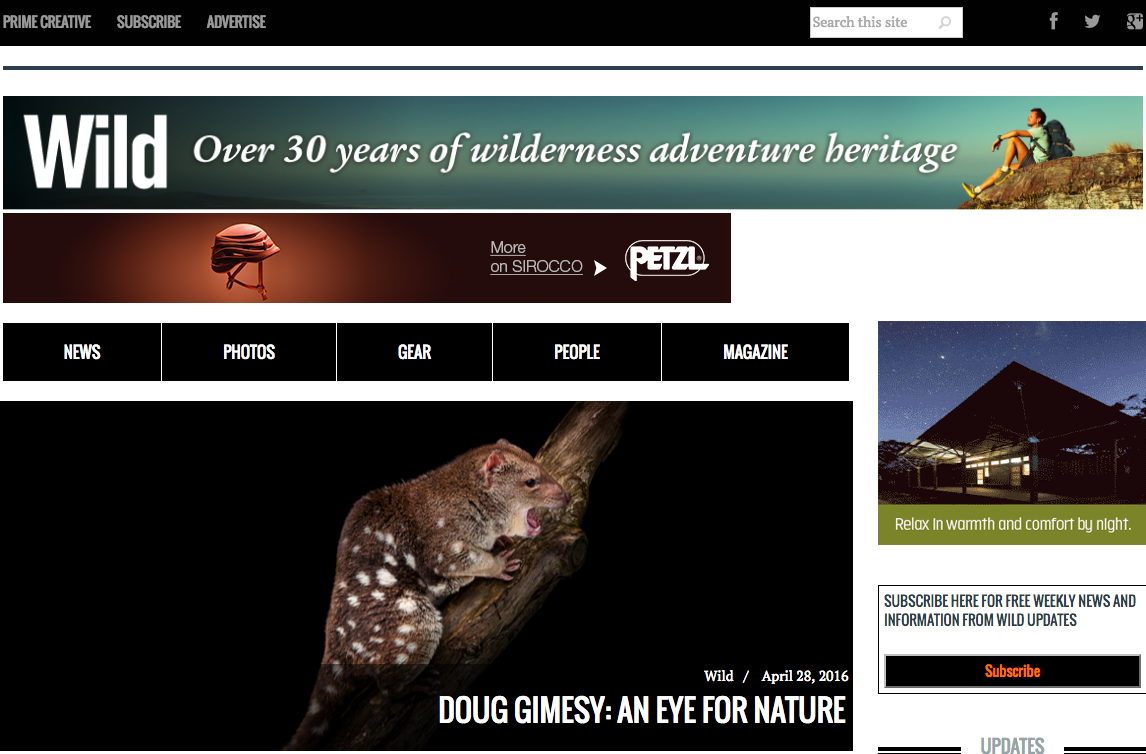 PRIME CREATIVE SUBSCRIBE ADVERTISE
Search this site
Wild Over 30 years of wilderness adventure heritage
More
on SIROCCO
PETZL
NEWS PHOTOS GEAR PEOPLE MAGAZINE
Relax in warmth and comfort by night.
Wild / April 28, 2016
DOUG GIMESY: AN EYE FOR NATURE
SUBSCRIBE HERE FOR FREE WEEKLY NEWS AND
INFORMATION FROM WILD UPDATES
Subscribe
UPDATES